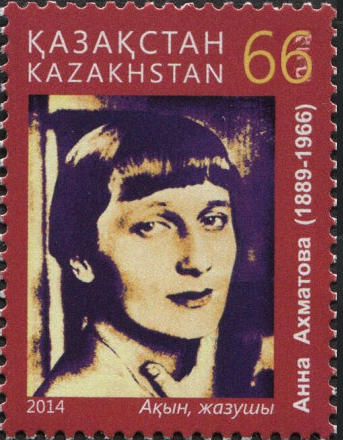 ҚАЗАҚСТАН
KAZAKHSTAN
66
Анна Ахматова (1889-1966)
2014
Ақын, жазушы